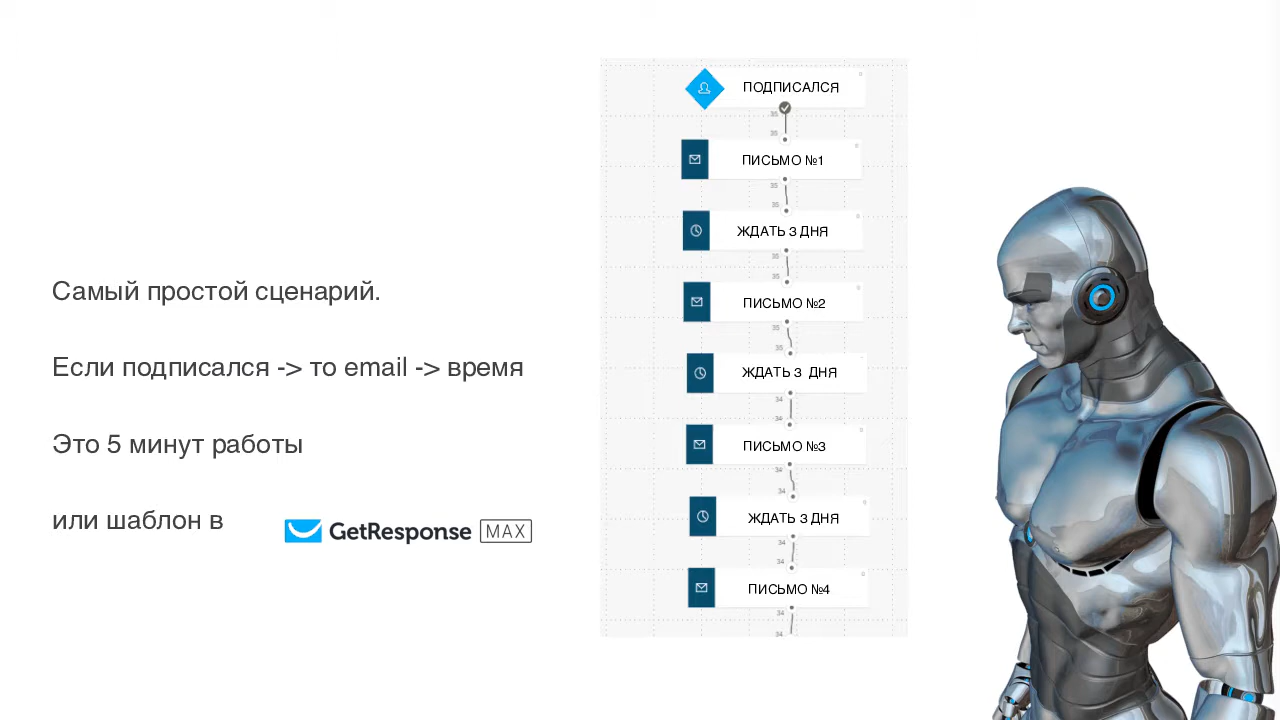 Самый простой сценарий.
Если подписался -> то email -> время
Это 5 минут работы
или шаблон в
GetResponse MAX
ПОДПИСАЛСЯ
ПИСЬМО №1
ЖДАТЬ 3 ДНЯ
ПИСЬМО №2
ЖДАТЬ 3 ДНЯ
ПИСЬМО №3
ЖДАТЬ 3 ДНЯ
ПИСЬМО №4